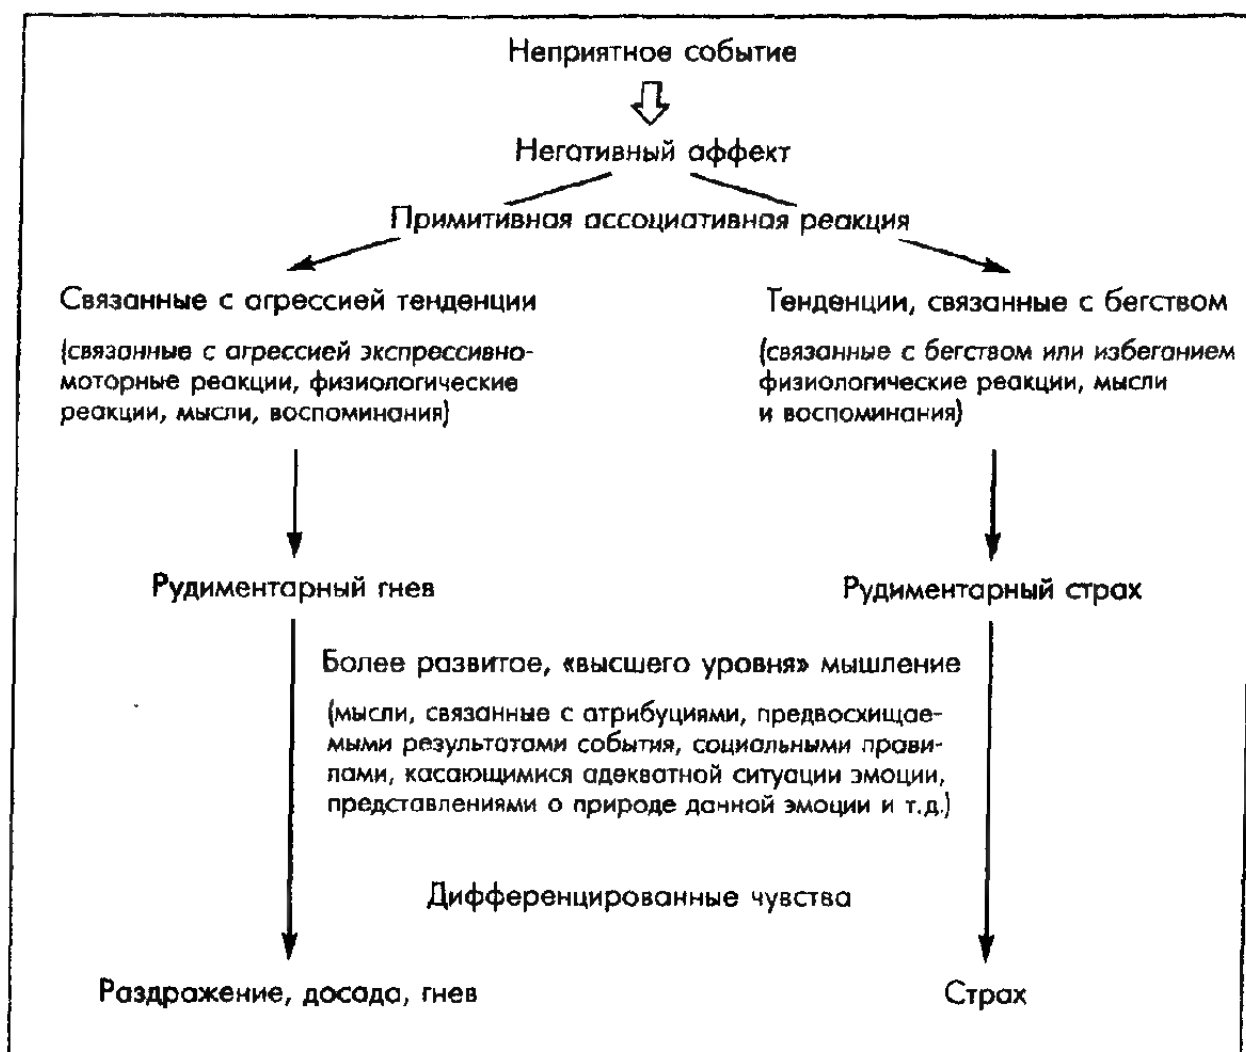 Неприятное событие
Негативный аффект
Примитивная ассоциативная реакция
Связанные с агрессией тенденции
(связанные с агрессией экспрессивно-
моторные реакции, физиологические
реакции, мысли, воспоминания)
Тенденции, связанные с бегством
(связанные с бегством или избеганием
физиологические реакции, мысли
и воспоминания)
Рудиментарный гнев
Рудиментарный страх
Более развитое, «высшего уровня» мышление
(мысли, связанные с атрибуциями, предвосхищае-
мыми результатами события, социальными прави-
лами, касающимися адекватной ситуации эмоции,
представлениями о природе данной эмоции и т.д.)
Дифференцированные чувства
Раздражение, досада, гнев
Страх